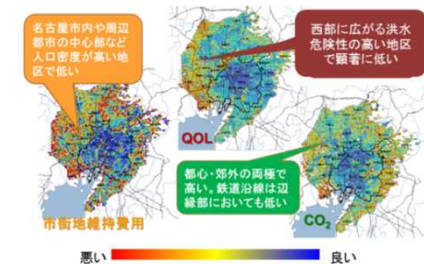 名古屋市内や周辺
都市の中心部など
人口密度が高い地
区で低い
西部に広がる洪水
危険性の高い地区
で顕著に低い
QOL
都心・郊外の両極で
高い。鉄道沿線は辺
縁部においても低い
市街地維持費用
CO₂
悪い
良い